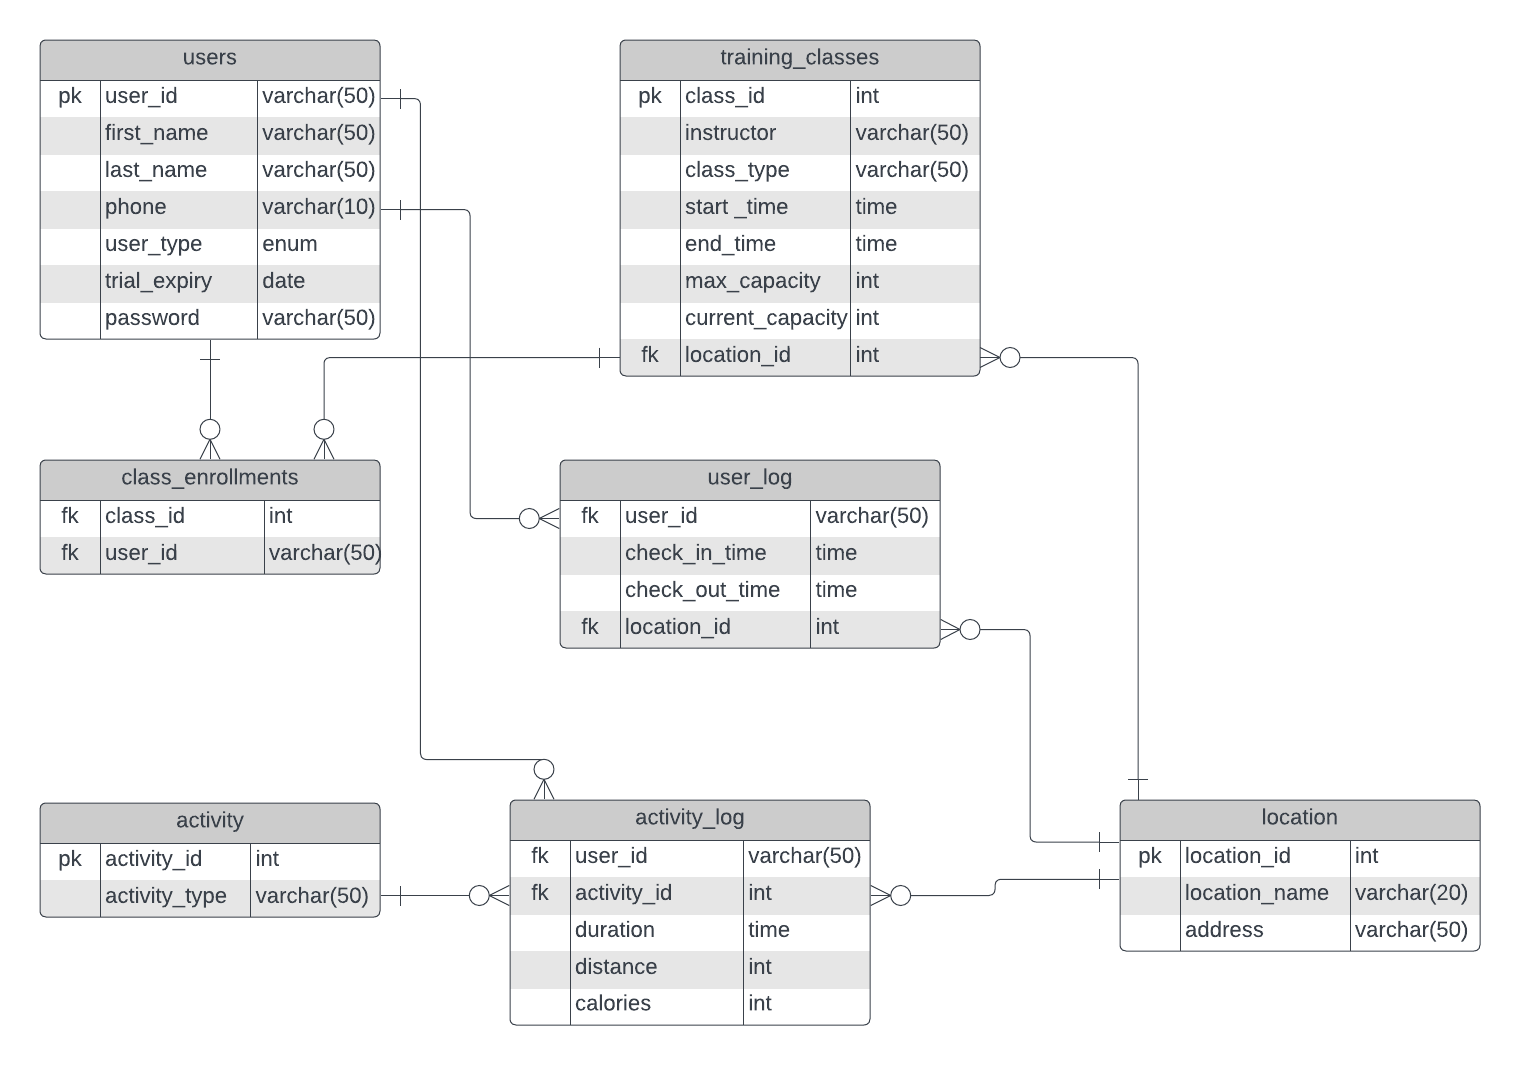 users
pk user_id varchar(50)
first_name varchar(50)
last_name varchar(50)
phone varchar(10)
user_type enum
trial_expiry date
password varchar(50)
training_classes
pk class_id int
instructor varchar(50)
class_type varchar(50)
start _time time
end_time time
max_capacity int
current_capacity int
fk location_id int
class_enrollments
fk class_id int
fk user_id varchar(50)
user_log
fk user_id varchar(50)
check_in_time time
check_out_time time
fk location_id int
activity
pk activity_id int
activity_type varchar(50)
activity_log
fk user_id varchar(50)
fk activity_id int
duration time
distance int
calories int
location
pk location_id int
location_name varchar(20)
address varchar(50)